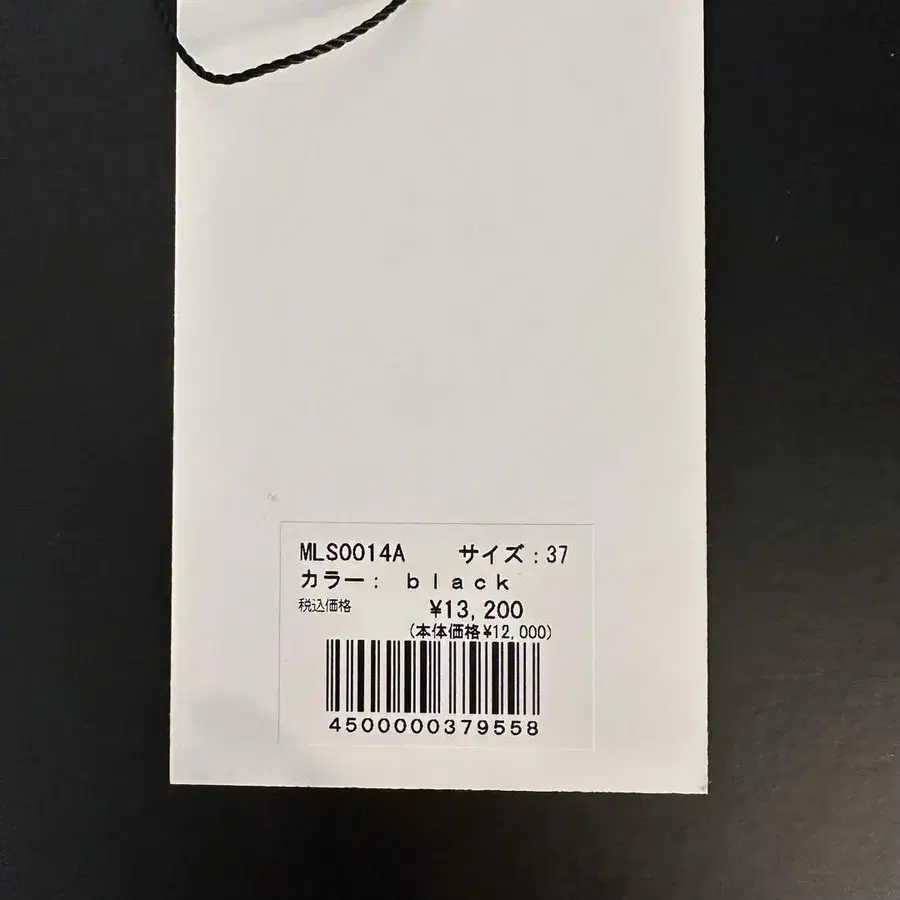 MLS0014A サイズ:37
カラー: black
税込価格 ¥13,200
(本体価格¥12,000)
4500000379558